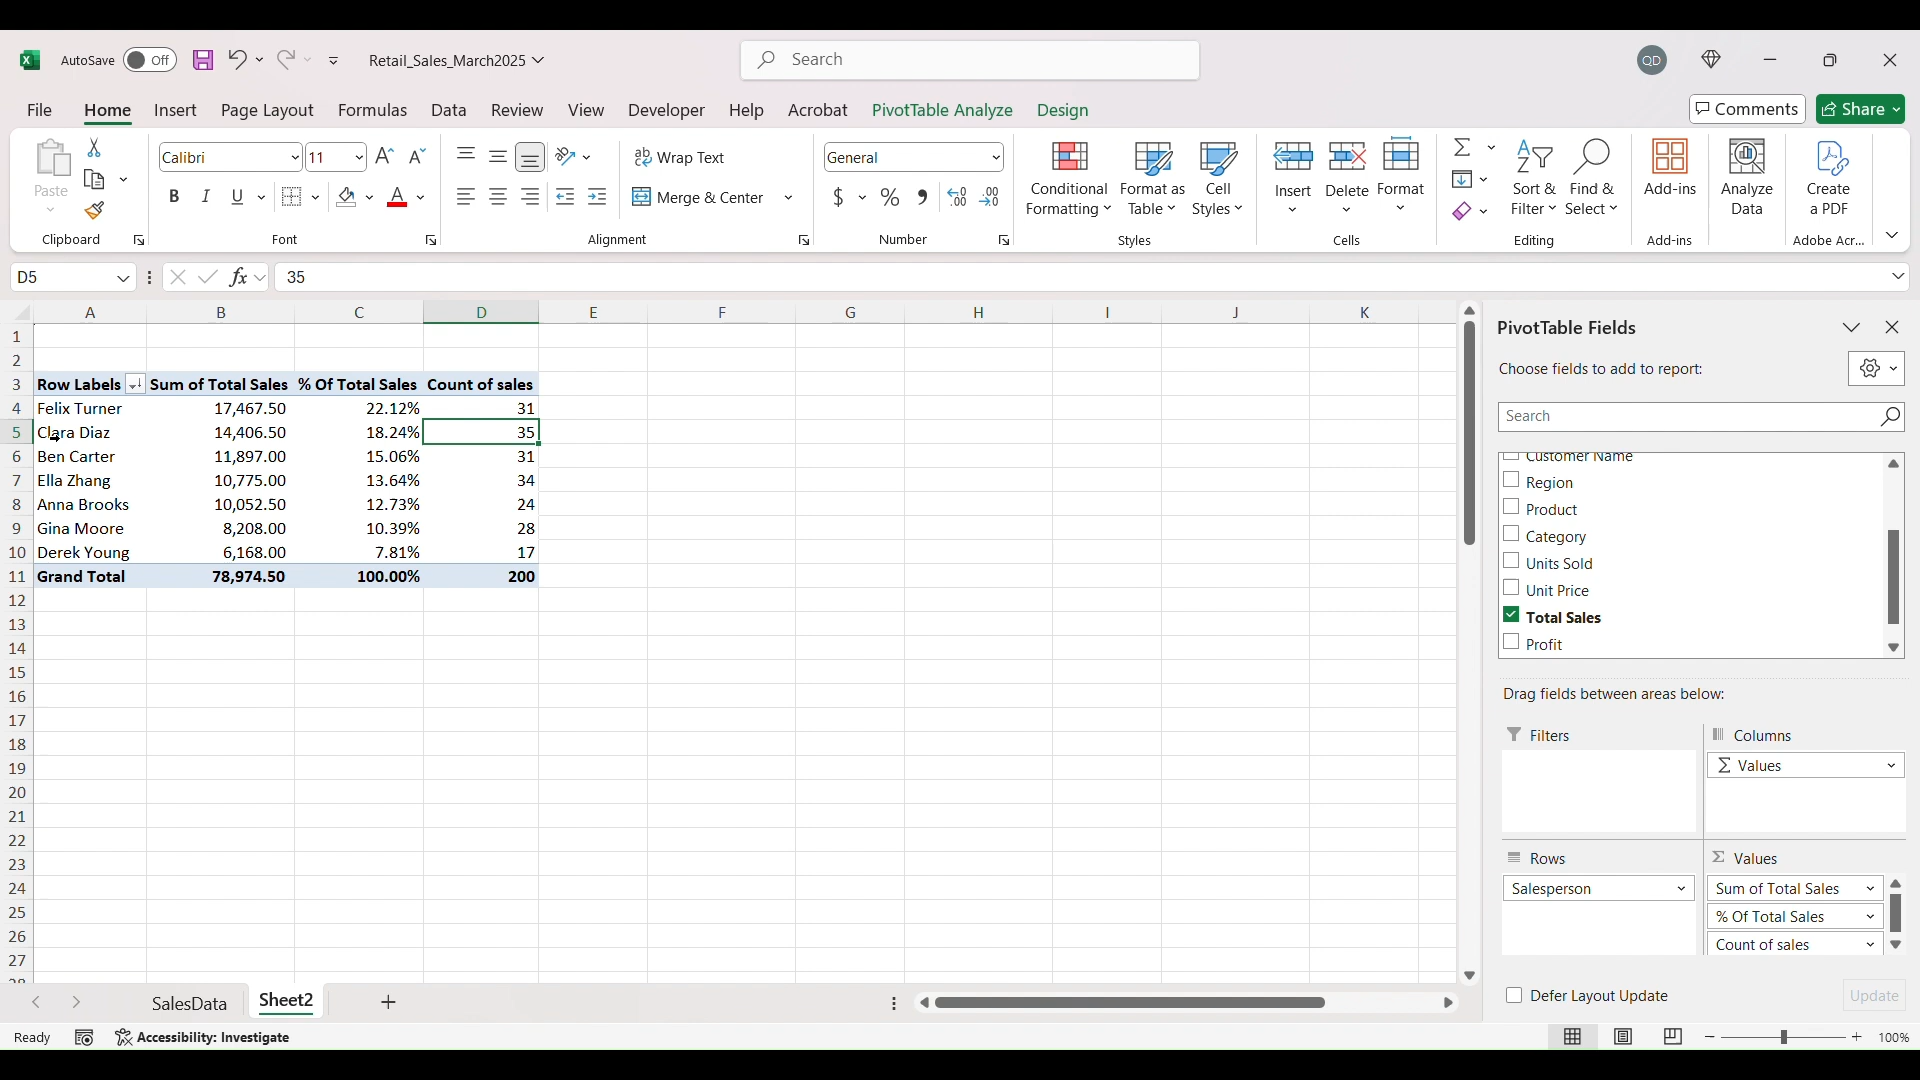 AutoSave Off Retail_Sales_March2025 Search QD
File Home Insert Page Layout Formulas Data Review View Developer Help Acrobat PivotTable Analyze Design Comments Share
Paste
Clipboard
Calibri 11
B I U
Font
Wrap Text
Merge & Center
Alignment
General
$ % 9 .00
Number
Conditional Formatting
Format as Table
Cell Styles
Styles
Insert Delete Format
Cells
Sort & Filter
Find & Select
Editing
Add-ins
Add-ins
Analyze Data
Create a PDF
Adobe Acr...
D5 fx 35
A B C D E F G H I J K
1
2
3 Row Labels Sum of Total Sales % Of Total Sales Count of sales
4 Felix Turner 17,467.50 22.12% 31
5 Clara Diaz 14,406.50 18.24% 35
6 Ben Carter 11,897.00 15.06% 31
7 Ella Zhang 10,775.00 13.64% 34
8 Anna Brooks 10,052.50 12.73% 24
9 Gina Moore 8,208.00 10.39% 28
10 Derek Young 6,168.00 7.81% 17
11 Grand Total 78,974.50 100.00% 200
12
13
14
15
16
17
18
19
20
21
22
23
24
25
26
27
28
PivotTable Fields
Choose fields to add to report:
Search
Customer Name
Region
Product
Category
Units Sold
Unit Price
Total Sales
Profit
Drag fields between areas below:
Filters
Columns
Σ Values
Rows
Salesperson
Σ Values
Sum of Total Sales
% Of Total Sales
Count of sales
Defer Layout Update Update
SalesData Sheet2 +
Ready Accessibility: Investigate 100%